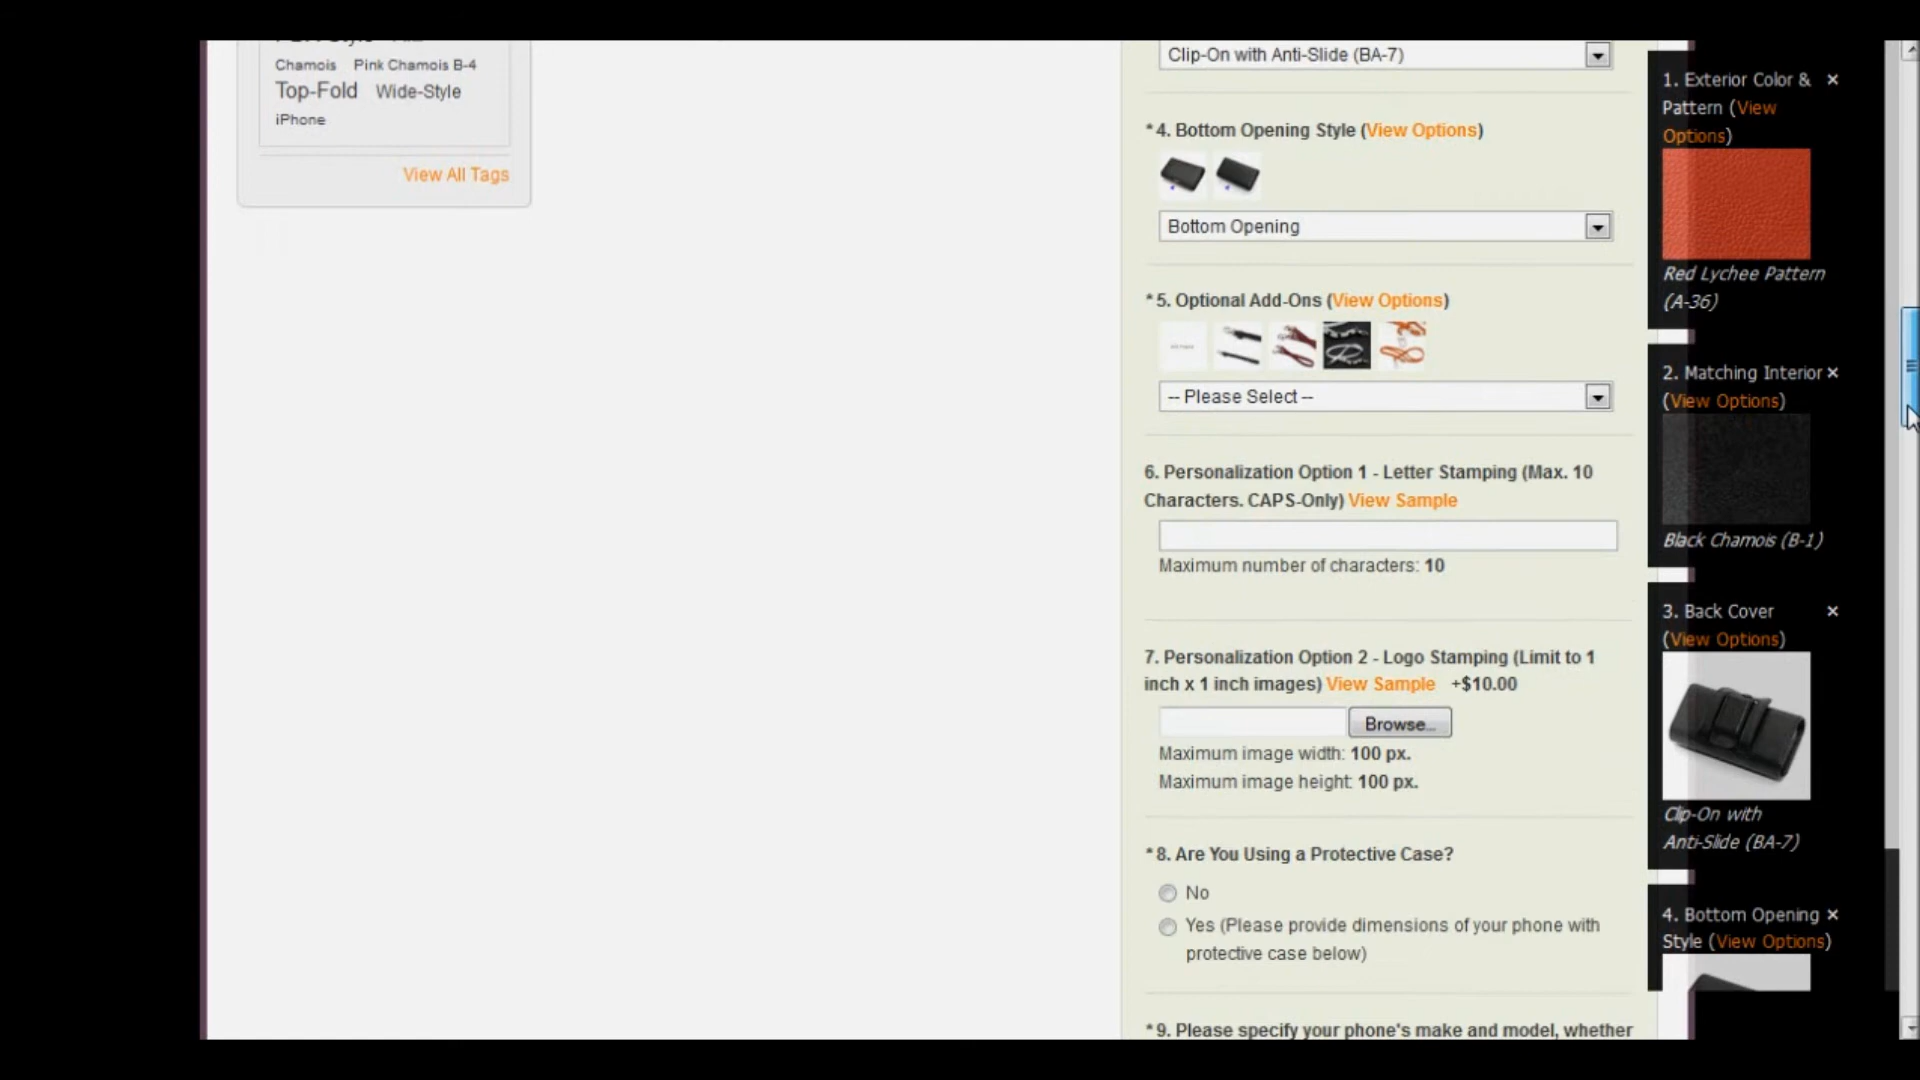 Chamois Pink Chamois B-4
Top-Fold Wide-Style
iPhone
View All Tags
Clip-On with Anti-Slide (BA-7)
* 4. Bottom Opening Style (View Options)
Bottom Opening
* 5. Optional Add-Ons (View Options)
-- Please Select --
6. Personalization Option 1 - Letter Stamping (Max. 10
Characters. CAPS-Only) View Sample
Maximum number of characters: 10
7. Personalization Option 2 - Logo Stamping (Limit to 1
inch x 1 inch images) View Sample +$10.00
Browse...
Maximum image width: 100 px.
Maximum image height: 100 px.
* 8. Are You Using a Protective Case?
No
Yes (Please provide dimensions of your phone with
protective case below)
* 9. Please specify your phone's make and model, whether
1. Exterior Color & ×
Pattern (View
Options)
Red Lychee Pattern
(A-36)
2. Matching Interior ×
(View Options)
Black Chamois (B-1)
3. Back Cover ×
(View Options)
Clip-On with
Anti-Slide (BA-7)
4. Bottom Opening ×
Style (View Options)